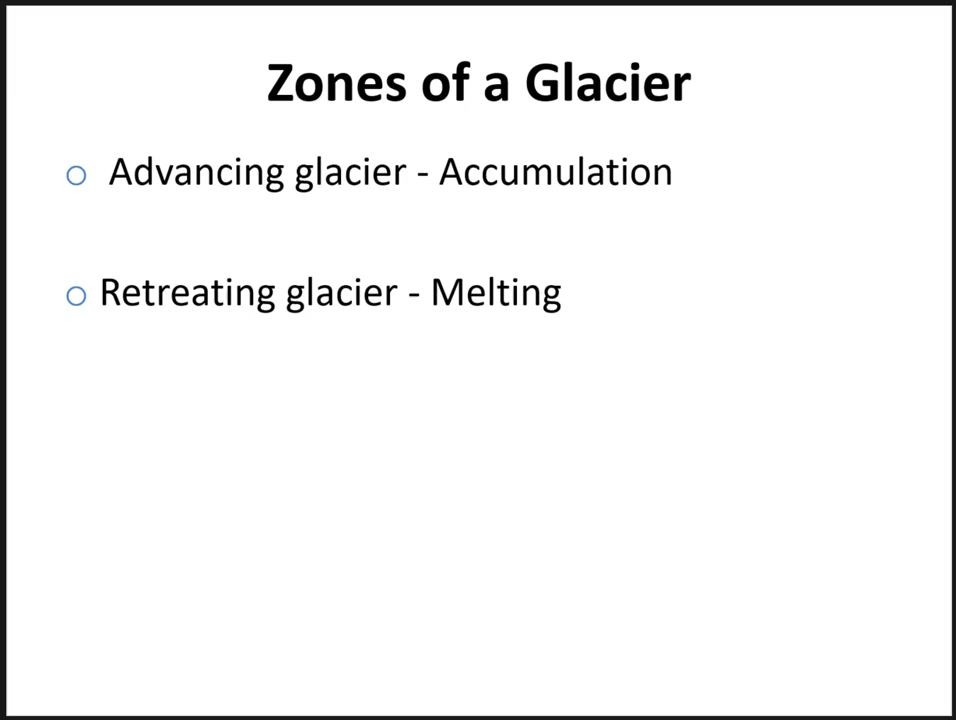 Zones of a Glacier
Advancing glacier - Accumulation
Retreating glacier - Melting